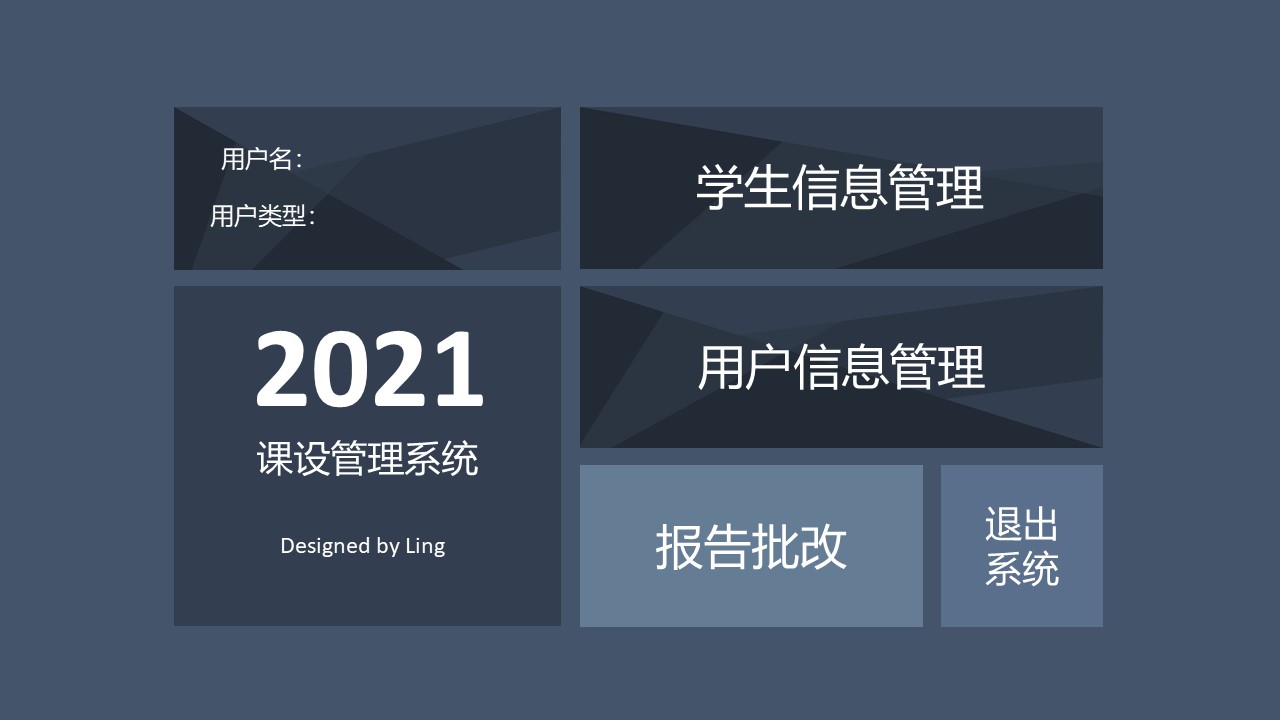 用户名：
用户类型：
2021
课设管理系统
Designed by Ling
学生信息管理
用户信息管理
报告批改
退出
系统